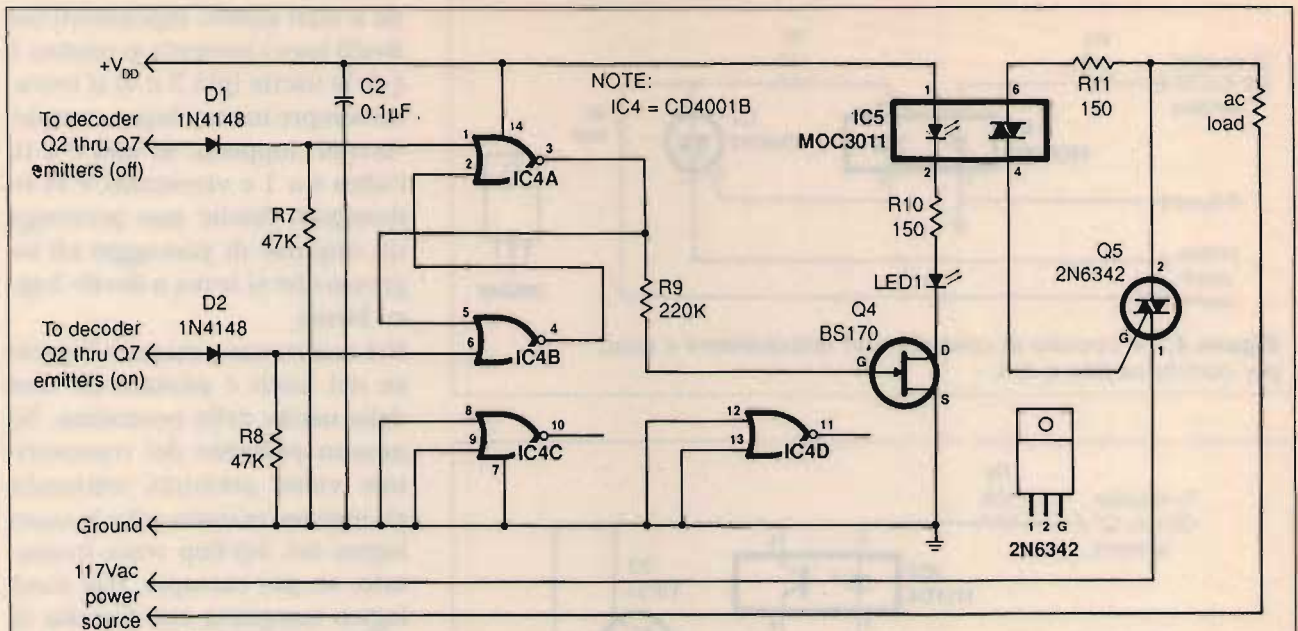 +VDD
D1
1N4148
To decoder
Q2 thru Q7
emitters (off)
C2
0.1µF
R7
47K
D2
1N4148
To decoder
Q2 thru Q7
emitters (on)
R8
47K
Ground
117Vac
power
source
NOTE:
IC4 = CD4001B
14
1
2
3
IC4A
5
6
4
IC4B
8
9
10
7
IC4C
12
13
11
IC4D
R9
220K
1
6
IC5
MOC3011
2
4
R10
150
LED1
Q4
BS170
G
D
S
R11
150
ac
load
Q5
2N6342
2
G
1
1 2 G
2N6342